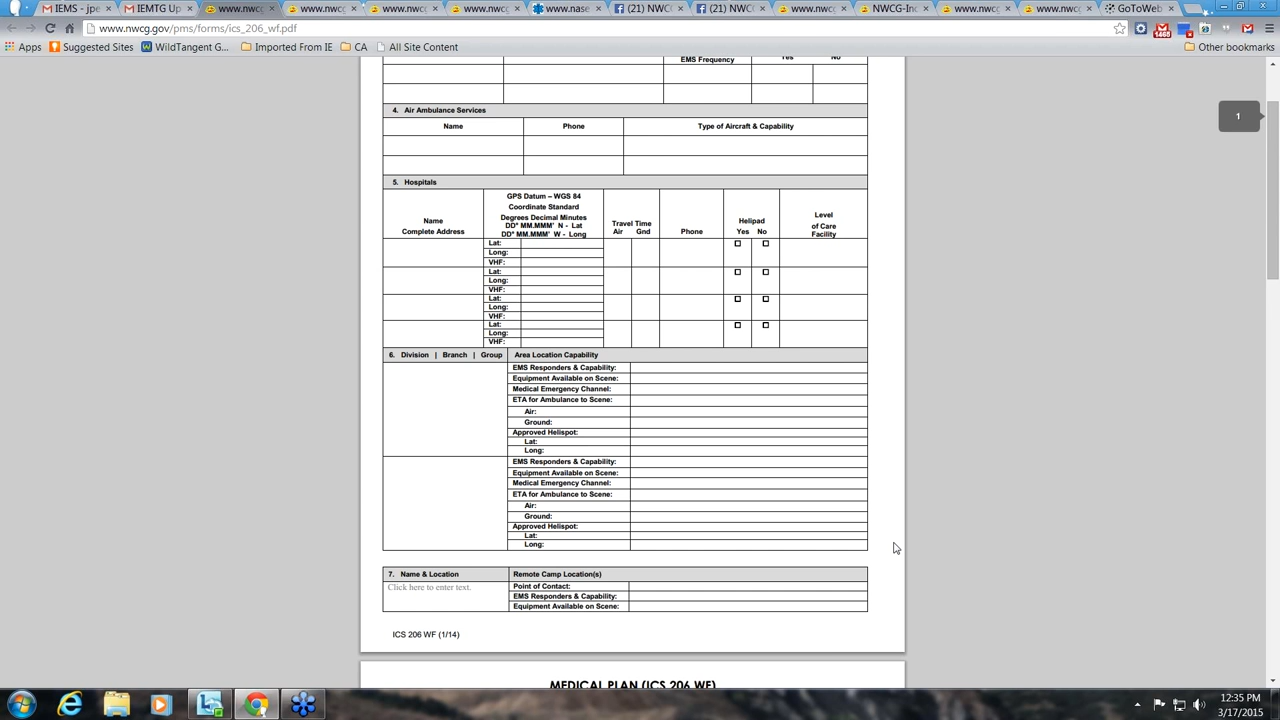 IEMS - jpe
IEMTG Up
www.nwcg
www.nwcg
www.nwcg
www.nwcg
www.nase
(21) NWC
(21) NWC
www.nwcg
NWCG-In
www.nwcg
www.nwcg
GoToWeb
www.nwcg.gov/pms/forms/ics_206_wf.pdf
1465
Apps
Suggested Sites
WildTangent G...
Imported From IE
CA
All Site Content
Other bookmarks
EMS Frequency
Yes No
4. Air Ambulance Services
Name Phone Type of Aircraft & Capability
1
5. Hospitals
Name
Complete Address
GPS Datum – WGS 84
Coordinate Standard
Degrees Decimal Minutes
DD° MM.MMM' N - Lat
DD° MM.MMM' W - Long
Travel Time
Air Gnd
Phone
Helipad
Yes No
Level
of Care
Facility
Lat:
Long:
VHF:
Lat:
Long:
VHF:
Lat:
Long:
VHF:
Lat:
Long:
VHF:
6. Division | Branch | Group
Area Location Capability
EMS Responders & Capability:
Equipment Available on Scene:
Medical Emergency Channel:
ETA for Ambulance to Scene:
Air:
Ground:
Approved Helispot:
Lat:
Long:
EMS Responders & Capability:
Equipment Available on Scene:
Medical Emergency Channel:
ETA for Ambulance to Scene:
Air:
Ground:
Approved Helispot:
Lat:
Long:
7. Name & Location
Remote Camp Location(s)
Click here to enter text.
Point of Contact:
EMS Responders & Capability:
Equipment Available on Scene:
ICS 206 WF (1/14)
MEDICAL PLAN (ICS 206 WF)
12:35 PM
3/17/2015